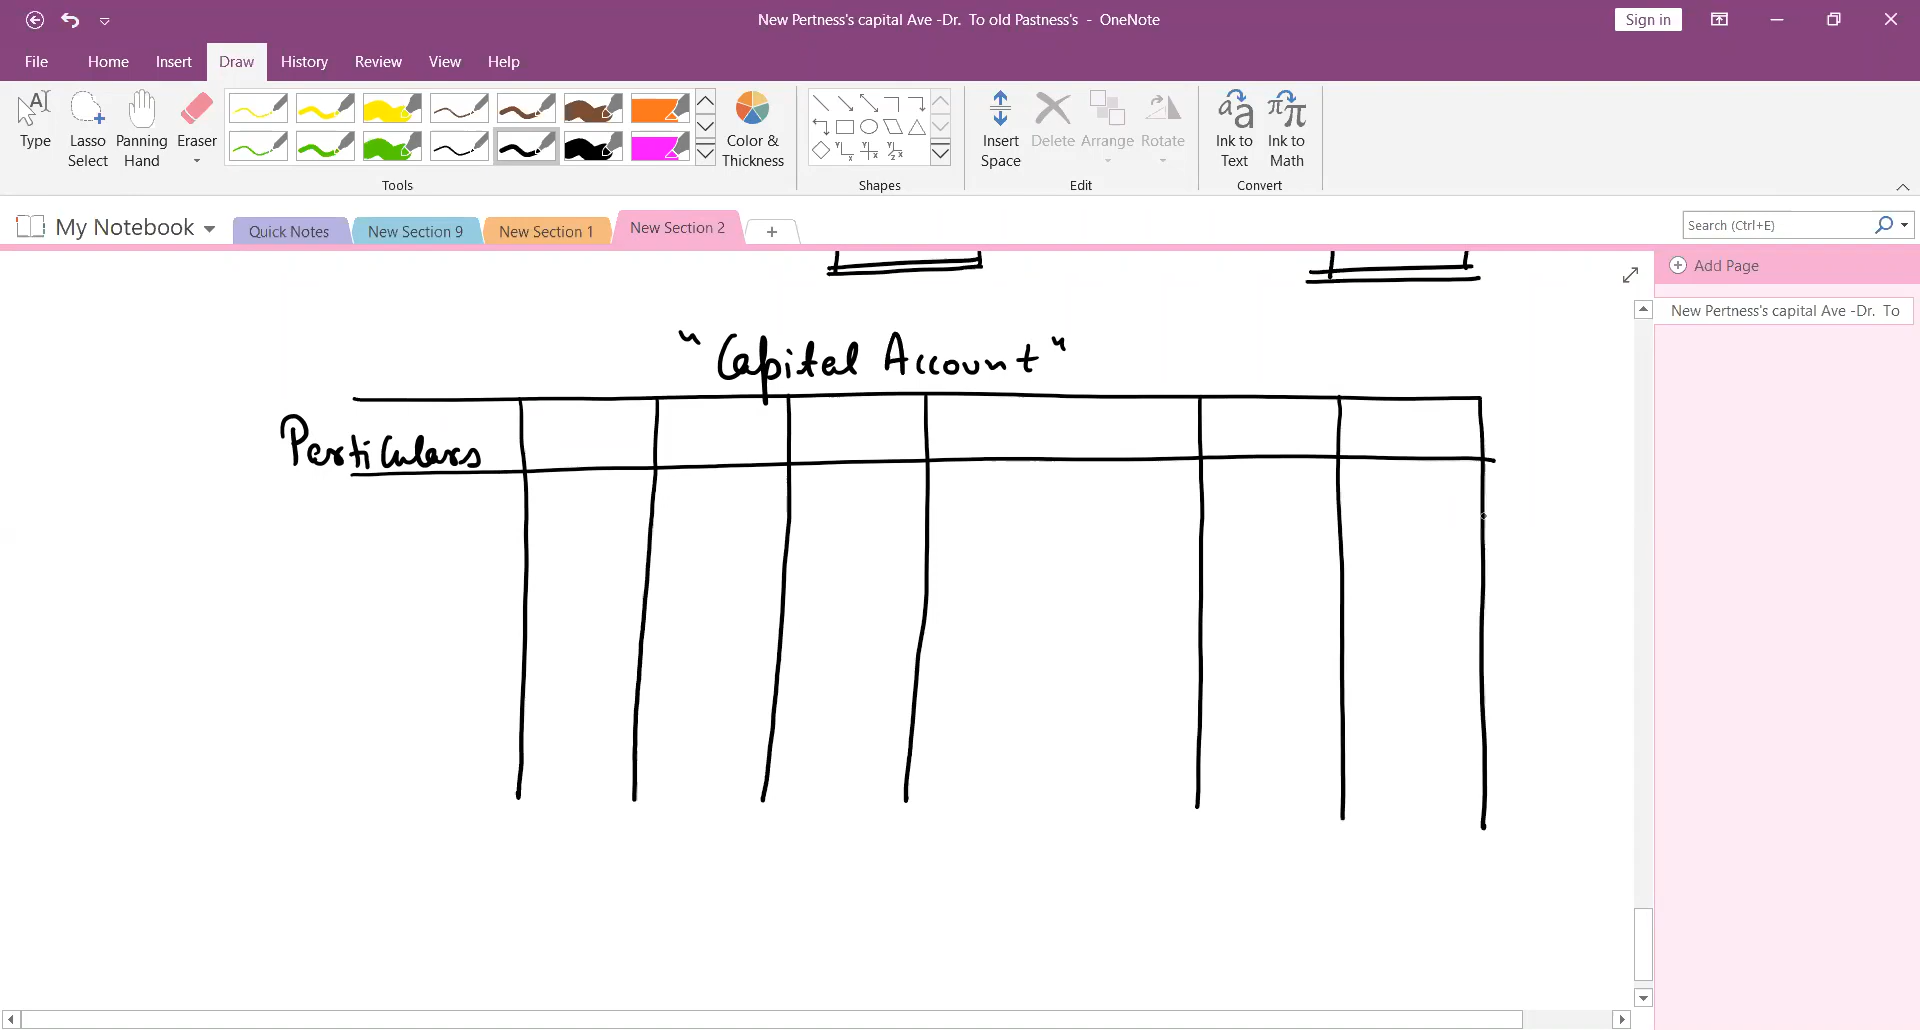 New Pertness's capital Ave -Dr. To old Pastness's - OneNote
Sign in
File Home Insert Draw History Review View Help
Type
Lasso Select
Panning Hand
Eraser
Color & Thickness
Insert Space
Delete
Arrange
Rotate
Ink to Text
Ink to Math
Tools
Shapes
Edit
Convert
My Notebook
Quick Notes
New Section 9
New Section 1
New Section 2
Search (Ctrl+E)
Add Page
New Pertness's capital Ave -Dr. To
"Capital Account"
Particulars